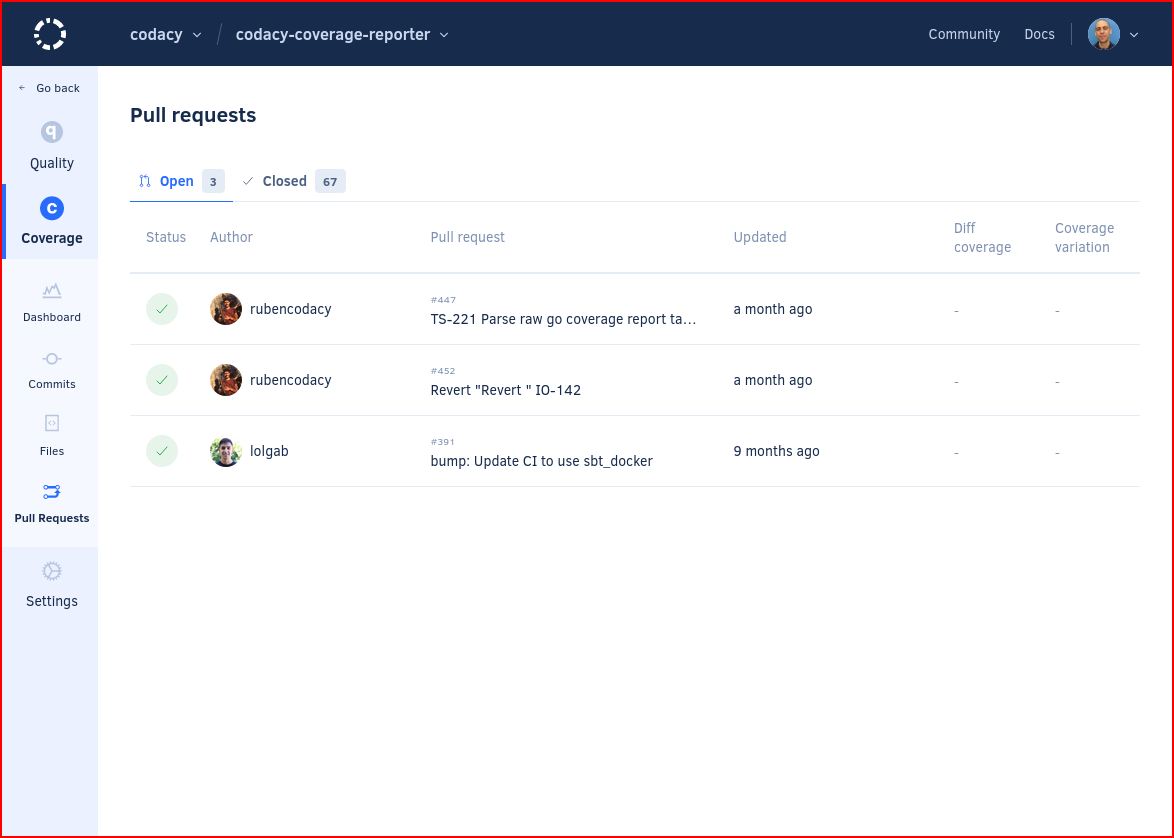 codacy / codacy-coverage-reporter Community Docs
Go back
Quality
Coverage
Dashboard
Commits
Files
Pull Requests
Settings
Pull requests
Open 3 Closed 67
Status Author Pull request Updated Diff coverage Coverage variation
#447
rubencodacy TS-221 Parse raw go coverage report ta... a month ago - -
#452
rubencodacy Revert "Revert " IO-142 a month ago - -
#391
lolgab bump: Update CI to use sbt_docker 9 months ago - -